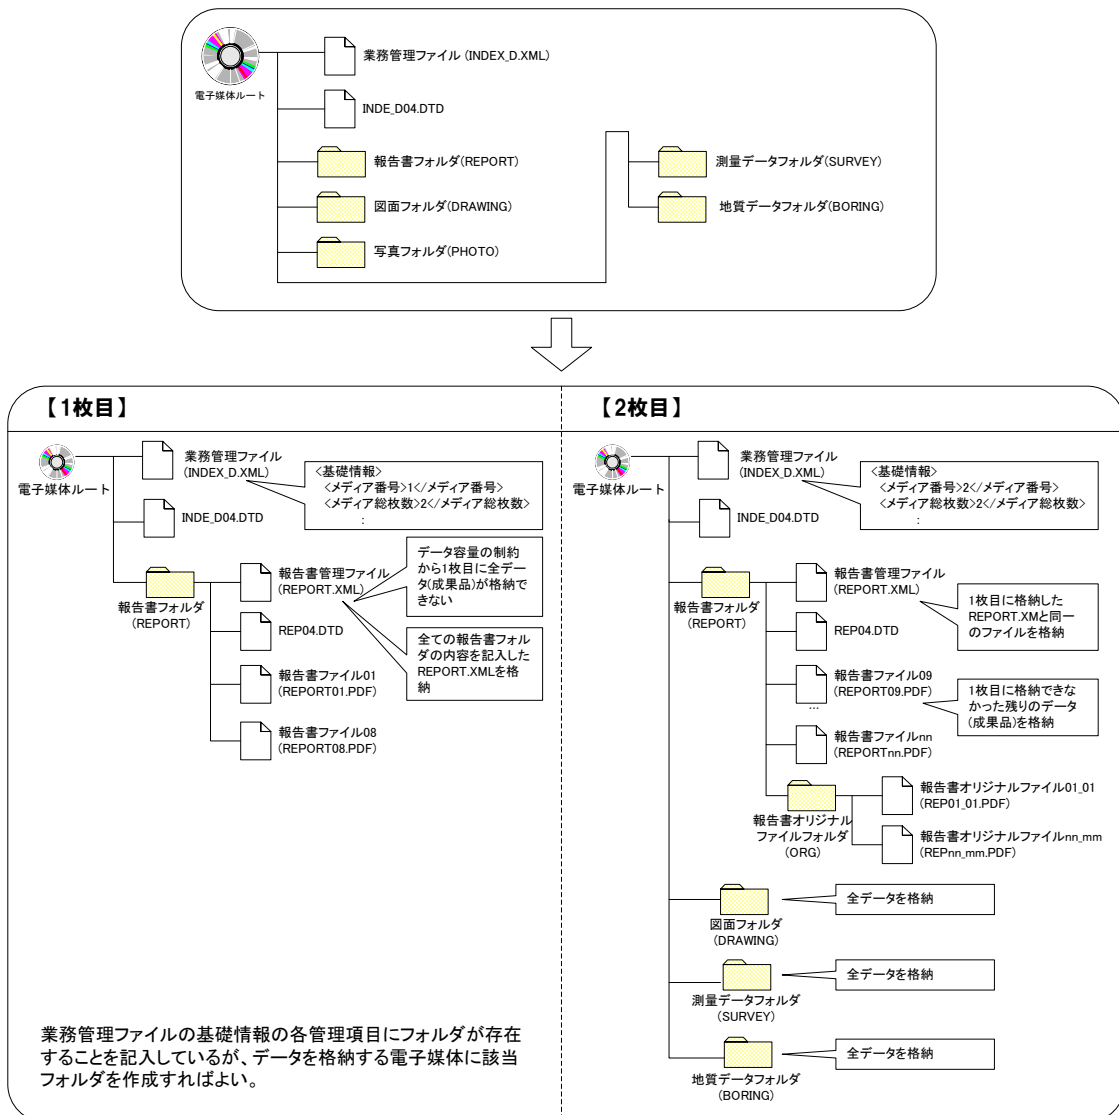 電子媒体ルート
業務管理ファイル (INDEX_D.XML)
INDE_D04.DTD
報告書フォルダ(REPORT)
図面フォルダ(DRAWING)
写真フォルダ(PHOTO)
測量データフォルダ(SURVEY)
地質データフォルダ(BORING)
【1枚目】
電子媒体ルート
業務管理ファイル
(INDEX_D.XML)
<基礎情報>
<メディア番号>1</メディア番号>
<メディア総枚数>2</メディア総枚数>
:
INDE_D04.DTD
報告書フォルダ
(REPORT)
報告書管理ファイル
(REPORT.XML)
データ容量の制約
から1枚目に全デー
タ(成果品)が格納で
きない
REP04.DTD
全ての報告書フォル
ダの内容を記入した
REPORT.XMLを格
納
報告書ファイル01
(REPORT01.PDF)
報告書ファイル08
(REPORT08.PDF)
業務管理ファイルの基礎情報の各管理項目にフォルダが存在
することを記入しているが、データを格納する電子媒体に該当
フォルダを作成すればよい。
【2枚目】
電子媒体ルート
業務管理ファイル
(INDEX_D.XML)
<基礎情報>
<メディア番号>2</メディア番号>
<メディア総枚数>2</メディア総枚数>
:
INDE_D04.DTD
報告書フォルダ
(REPORT)
報告書管理ファイル
(REPORT.XML)
1枚目に格納した
REPORT.XMと同一
のファイルを格納
REP04.DTD
報告書ファイル09
(REPORT09.PDF)
...
1枚目に格納できな
かった残りのデータ
(成果品)を格納
報告書ファイルnn
(REPORTnn.PDF)
報告書オリジナル
ファイルフォルダ
(ORG)
報告書オリジナルファイル01_01
(REP01_01.PDF)
報告書オリジナルファイルnn_mm
(REPnn_mm.PDF)
図面フォルダ
(DRAWING)
全データを格納
測量データフォルダ
(SURVEY)
全データを格納
地質データフォルダ
(BORING)
全データを格納